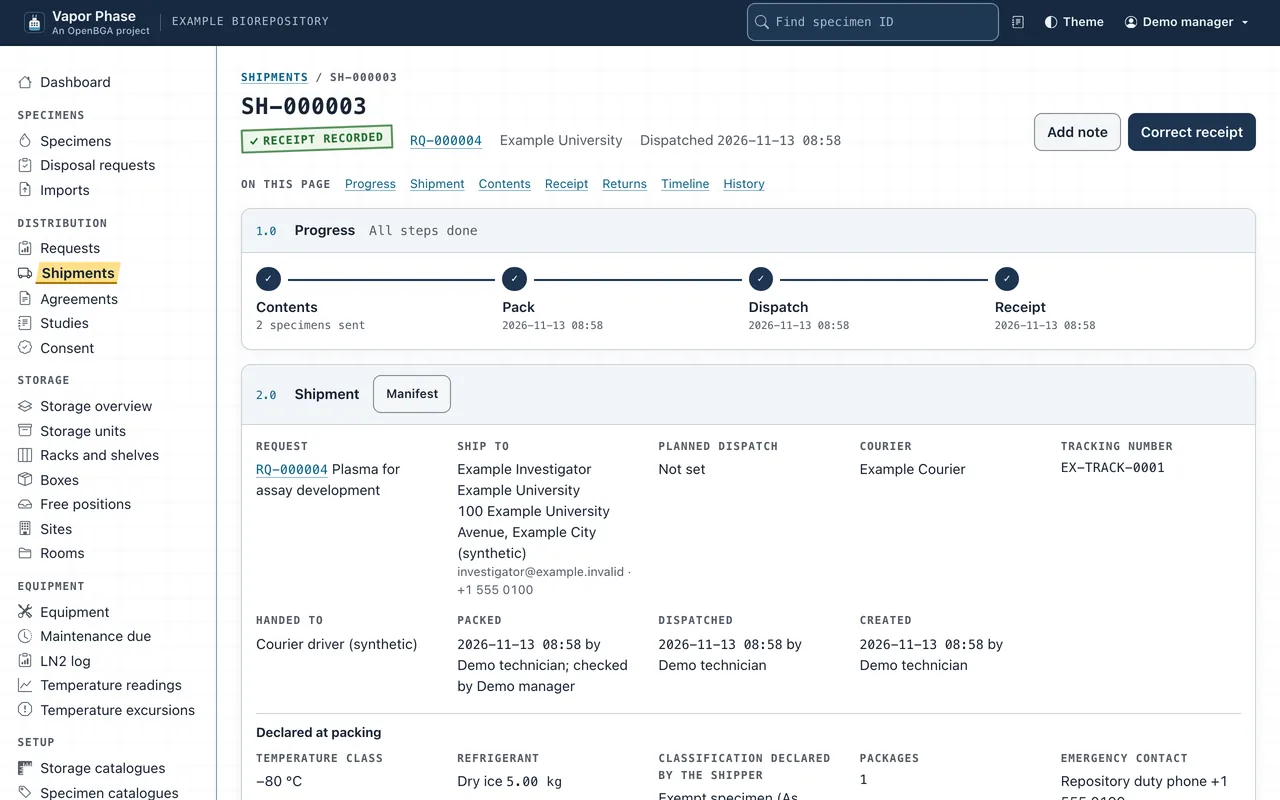 Vapor Phase
An OpenBGA project
EXAMPLE BIOREPOSITORY
Find specimen ID
Theme
Demo manager
Dashboard
SPECIMENS
Specimens
Disposal requests
Imports
DISTRIBUTION
Requests
Shipments
Agreements
Studies
Consent
STORAGE
Storage overview
Storage units
Racks and shelves
Boxes
Free positions
Sites
Rooms
EQUIPMENT
Equipment
Maintenance due
LN2 log
Temperature readings
Temperature excursions
SETUP
Storage catalogues
Specimen catalogues
SHIPMENTS / SH-000003
SH-000003
✓ RECEIPT RECORDED
RQ-000004 Example University Dispatched 2026-11-13 08:58
Add note
Correct receipt
ON THIS PAGE Progress Shipment Contents Receipt Returns Timeline History
1.0 Progress All steps done
✓ ✓ ✓ ✓
Contents
2 specimens sent
Pack
2026-11-13 08:58
Dispatch
2026-11-13 08:58
Receipt
2026-11-13 08:58
2.0 Shipment Manifest
REQUEST
RQ-000004 Plasma for
assay development
SHIP TO
Example Investigator
Example University
100 Example University
Avenue, Example City
(synthetic)
investigator@example.invalid ·
+1 555 0100
PLANNED DISPATCH
Not set
COURIER
Example Courier
TRACKING NUMBER
EX-TRACK-0001
HANDED TO
Courier driver (synthetic)
PACKED
2026-11-13 08:58 by
Demo technician; checked
by Demo manager
DISPATCHED
2026-11-13 08:58 by
Demo technician
CREATED
2026-11-13 08:58 by
Demo technician
Declared at packing
TEMPERATURE CLASS
−80 °C
REFRIGERANT
Dry ice 5.00 kg
CLASSIFICATION DECLARED
BY THE SHIPPER
Exempt specimen (As
PACKAGES
1
EMERGENCY CONTACT
Repository duty phone +1
555 0100